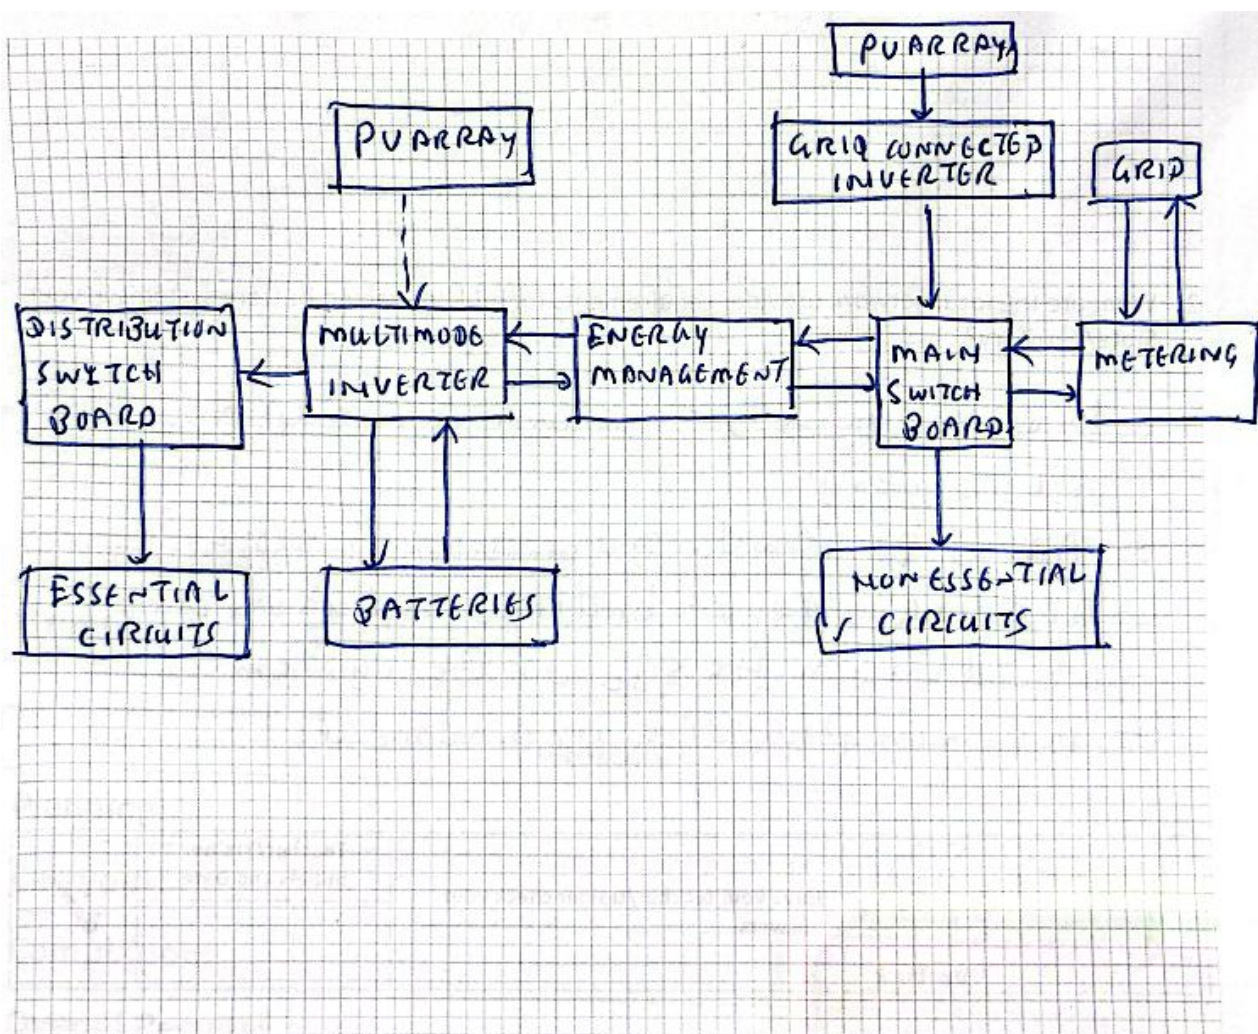 PVARRAY
PVARRAY
GRID CONNECTED
INVERTER
GRID
DISTRIBUTION
SWITCH
BOARD
MULTIMODE
INVERTER
ENERGY
MANAGEMENT
MAIN
SWITCH
BOARD
METERING
ESSENTIAL
CIRCUITS
BATTERIES
NON ESSENTIAL
CIRCUITS